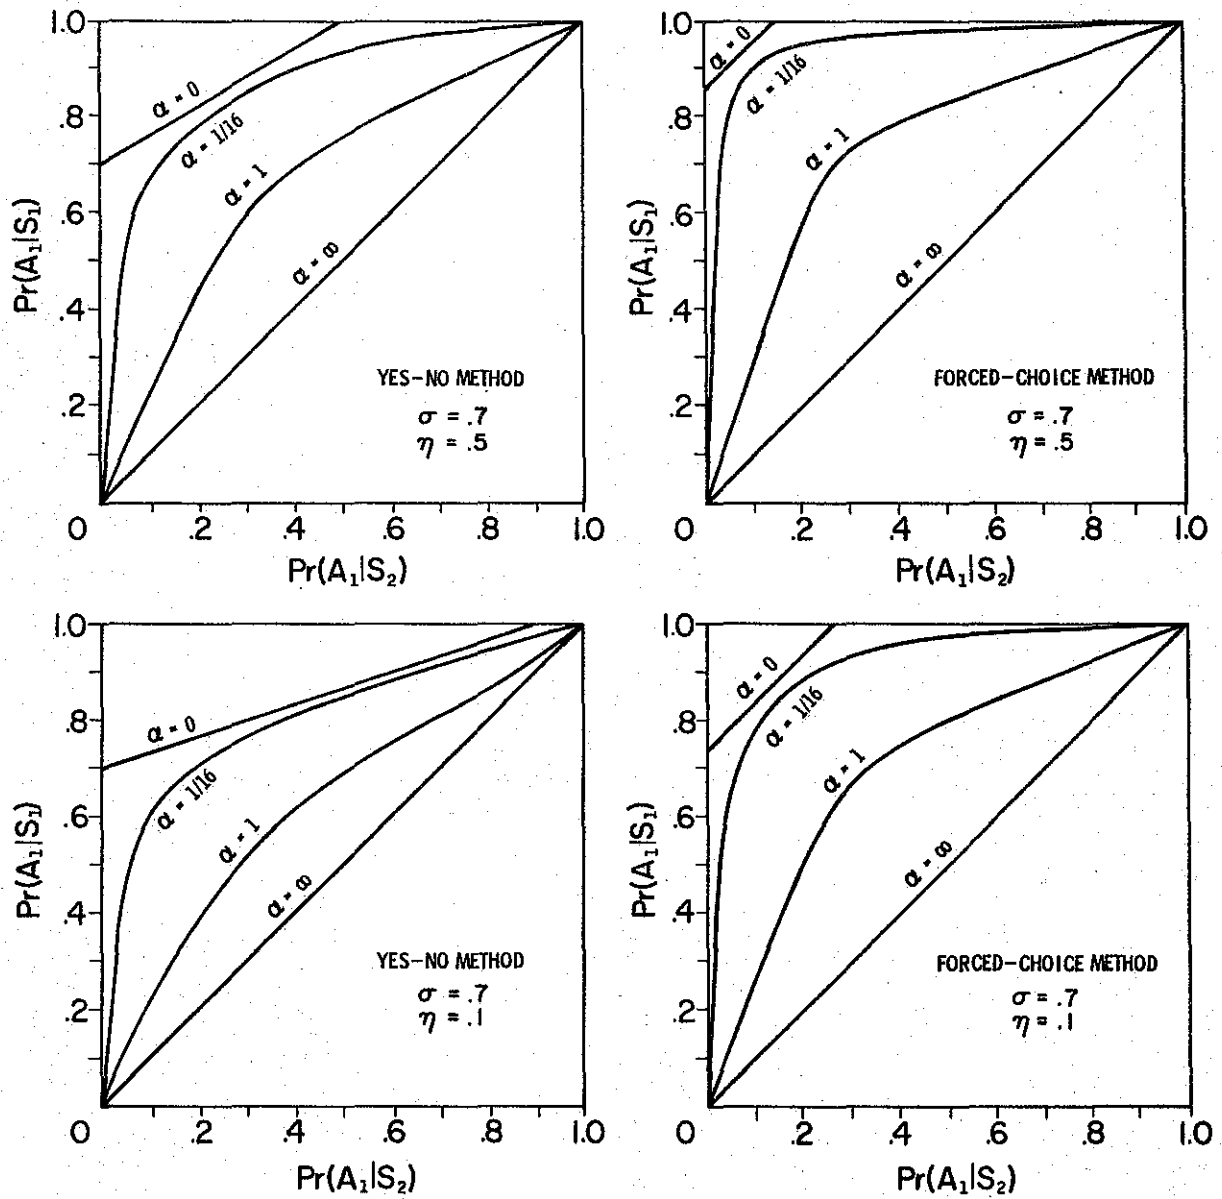 1.0
.8
.6
.4
.2
0
.2
.4
.6
.8
1.0
Pr(A₁|S₁)
Pr(A₁|S₂)
α = 0
α = 1/16
α = 1
α = ∞
YES-NO METHOD
σ = .7
η = .5
1.0
.8
.6
.4
.2
0
.2
.4
.6
.8
1.0
Pr(A₁|S₁)
Pr(A₁|S₂)
α = 0
α = 1/16
α = 1
α = ∞
FORCED-CHOICE METHOD
σ = .7
η = .5
1.0
.8
.6
.4
.2
0
.2
.4
.6
.8
1.0
Pr(A₁|S₁)
Pr(A₁|S₂)
α = 0
α = 1/16
α = 1
α = ∞
YES-NO METHOD
σ = .7
η = .1
1.0
.8
.6
.4
.2
0
.2
.4
.6
.8
1.0
Pr(A₁|S₁)
Pr(A₁|S₂)
α = 0
α = 1/16
α = 1
α = ∞
FORCED-CHOICE METHOD
σ = .7
η = .1